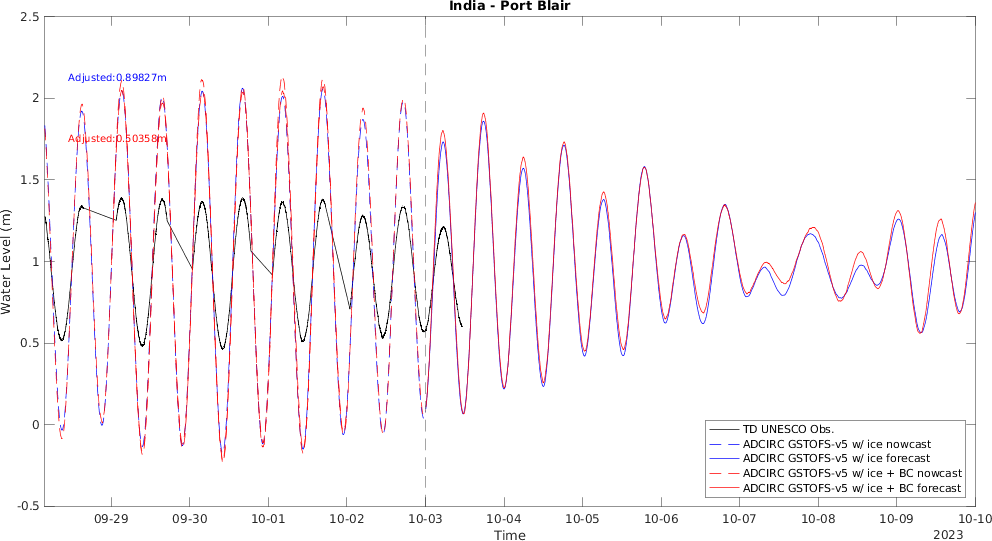 India - Port Blair
2.5
2
1.5
1
0.5
0
-0.5
Water Level (m)
Adjusted:0.89827m
Adjusted:0.50358m
TD UNESCO Obs.
ADCIRC GSTOFS-v5 w/ ice nowcast
ADCIRC GSTOFS-v5 w/ ice forecast
ADCIRC GSTOFS-v5 w/ ice + BC nowcast
ADCIRC GSTOFS-v5 w/ ice + BC forecast
09-29 09-30 10-01 10-02 10-03 10-04 10-05 10-06 10-07 10-08 10-09 10-10
Time
2023